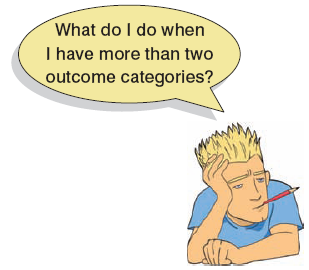 What do I do when
I have more than two
outcome categories?